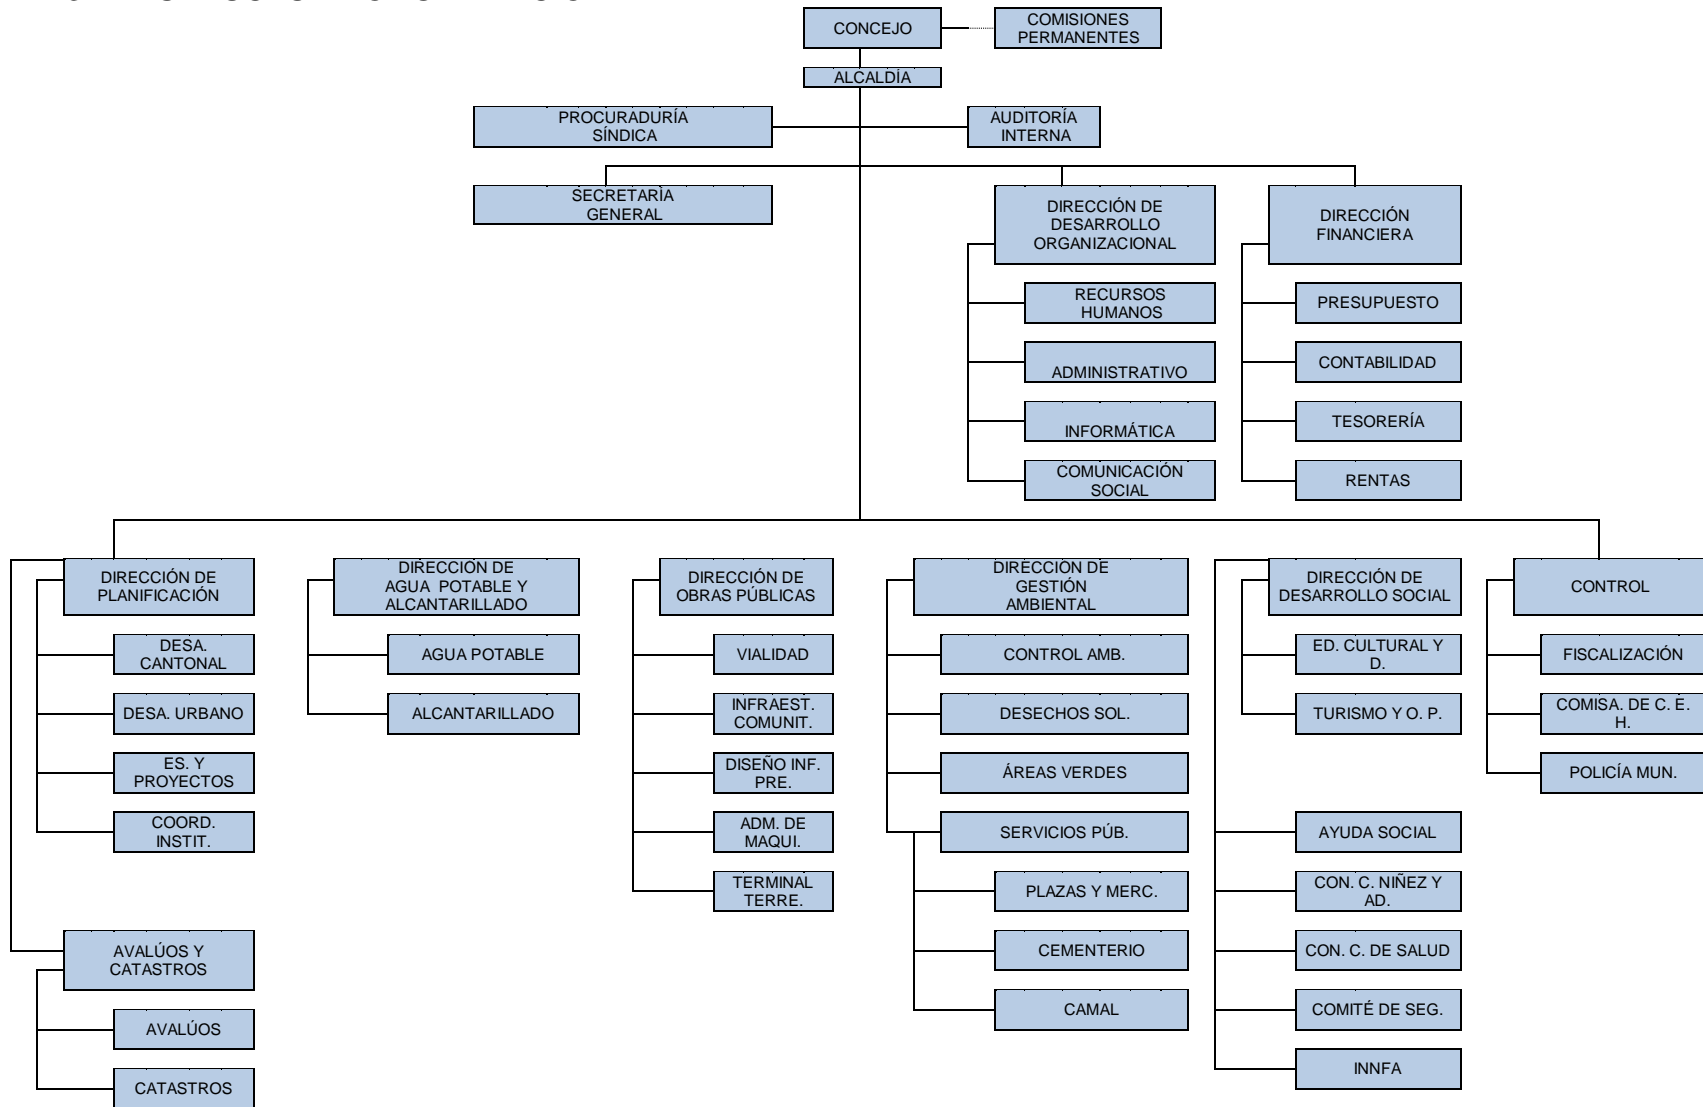 CONCEJO
COMISIONES
PERMANENTES
ALCALDÍA
PROCURADURÍA
SÍNDICA
AUDITORÍA
INTERNA
SECRETARÍA
GENERAL
DIRECCIÓN DE
DESARROLLO
ORGANIZACIONAL
DIRECCIÓN
FINANCIERA
RECURSOS
HUMANOS
PRESUPUESTO
ADMINISTRATIVO
CONTABILIDAD
INFORMÁTICA
TESORERÍA
COMUNICACIÓN
SOCIAL
RENTAS
DIRECCIÓN DE
PLANIFICACIÓN
DIRECCIÓN DE
AGUA POTABLE Y
ALCANTARILLADO
DIRECCIÓN DE
OBRAS PÚBLICAS
DIRECCIÓN DE
GESTIÓN
AMBIENTAL
DIRECCIÓN DE
DESARROLLO SOCIAL
CONTROL
DESA.
CANTONAL
AGUA POTABLE
VIALIDAD
CONTROL AMB.
ED. CULTURAL Y
D.
FISCALIZACIÓN
DESA. URBANO
ALCANTARILLADO
INFRAEST.
COMUNIT.
DESECHOS SOL.
TURISMO Y O. P.
COMISA. DE C. E.
H.
ES. Y
PROYECTOS
DISEÑO INF.
PRE.
ÁREAS VERDES
POLICÍA MUN.
COORD.
INSTIT.
ADM. DE
MAQUI.
SERVICIOS PÚB.
AYUDA SOCIAL
TERMINAL
TERRE.
PLAZAS Y MERC.
CON. C. NIÑEZ Y
AD.
AVALÚOS Y
CATASTROS
CEMENTERIO
CON. C. DE SALUD
AVALÚOS
CAMAL
COMITÉ DE SEG.
INNFA
CATASTROS